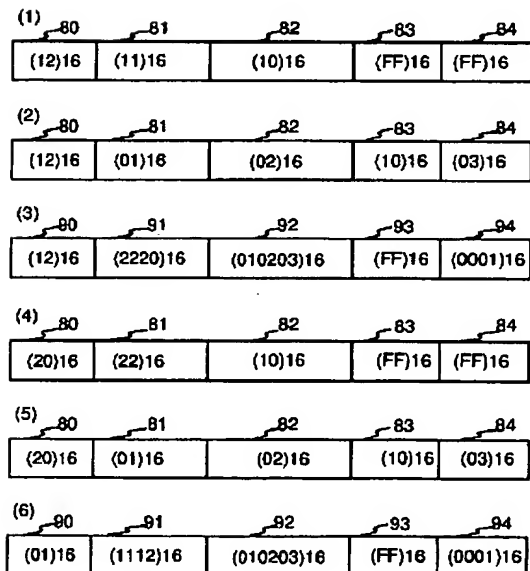 (1)
80 81 82 83 84
(12)16 (11)16 (10)16 (FF)16 (FF)16
(2)
80 81 82 83 84
(12)16 (01)16 (02)16 (10)16 (03)16
(3)
90 91 92 93 94
(12)16 (2220)16 (010203)16 (FF)16 (0001)16
(4)
80 81 82 83 84
(20)16 (22)16 (10)16 (FF)16 (FF)16
(5)
80 81 82 83 84
(20)16 (01)16 (02)16 (10)16 (03)16
(6)
90 91 92 93 94
(01)16 (1112)16 (010203)16 (FF)16 (0001)16